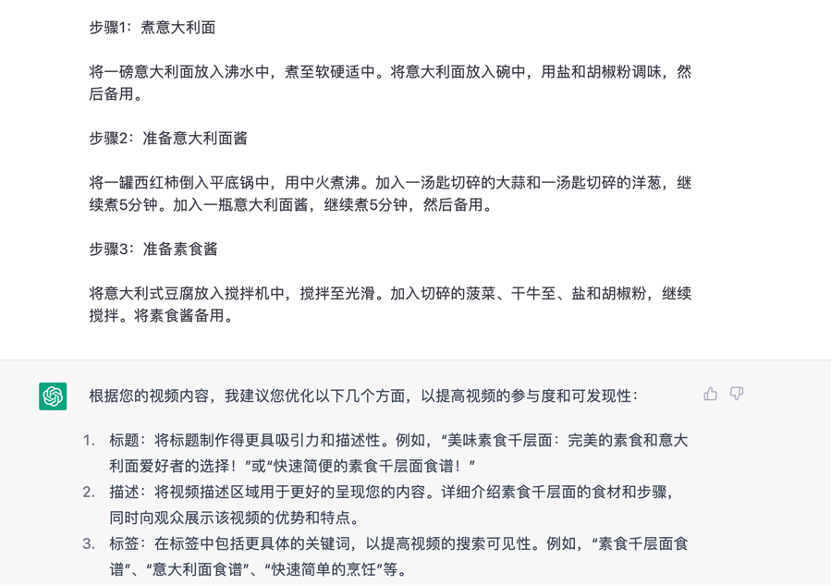 步骤1：煮意大利面
将一磅意大利面放入沸水中，煮至软硬适中。将意大利面放入碗中，用盐和胡椒粉调味，然
后备用。
步骤2：准备意大利面酱
将一罐西红柿倒入平底锅中，用中火煮沸。加入一汤匙切碎的大蒜和一汤匙切碎的洋葱，继
续煮5分钟。加入一瓶意大利面酱，继续煮5分钟，然后备用。
步骤3：准备素食酱
将意大利式豆腐放入搅拌机中，搅拌至光滑。加入切碎的菠菜、干牛至、盐和胡椒粉，继续
搅拌。将素食酱备用。
根据您的视频内容，我建议您优化以下几个方面，以提高视频的参与度和可发现性：
1. 标题：将标题制作得更具吸引力和描述性。例如，“美味素食千层面：完美的素食和意大
利面爱好者的选择！”或“快速简便的素食千层面食谱！”
2. 描述：将视频描述区域用于更好的呈现您的内容。详细介绍素食千层面的食材和步骤，
同时向观众展示该视频的优势和特点。
3. 标签：在标签中包括更具体的关键词，以提高视频的搜索可见性。例如，“素食千层面食
谱”、“意大利面食谱”、“快速简单的烹饪”等。